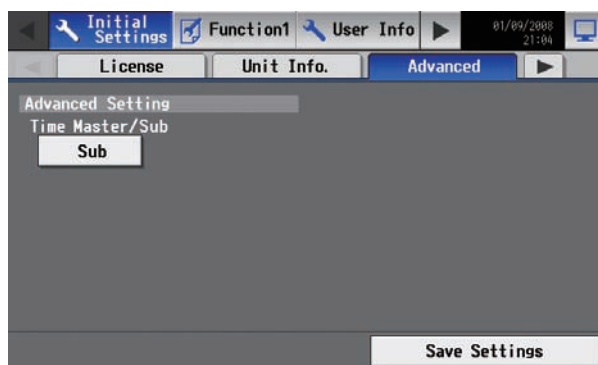 Initial Settings
Function1
User Info
01/09/2008
21:04
License
Unit Info.
Advanced
Advanced Setting
Time Master/Sub
Sub
Save Settings